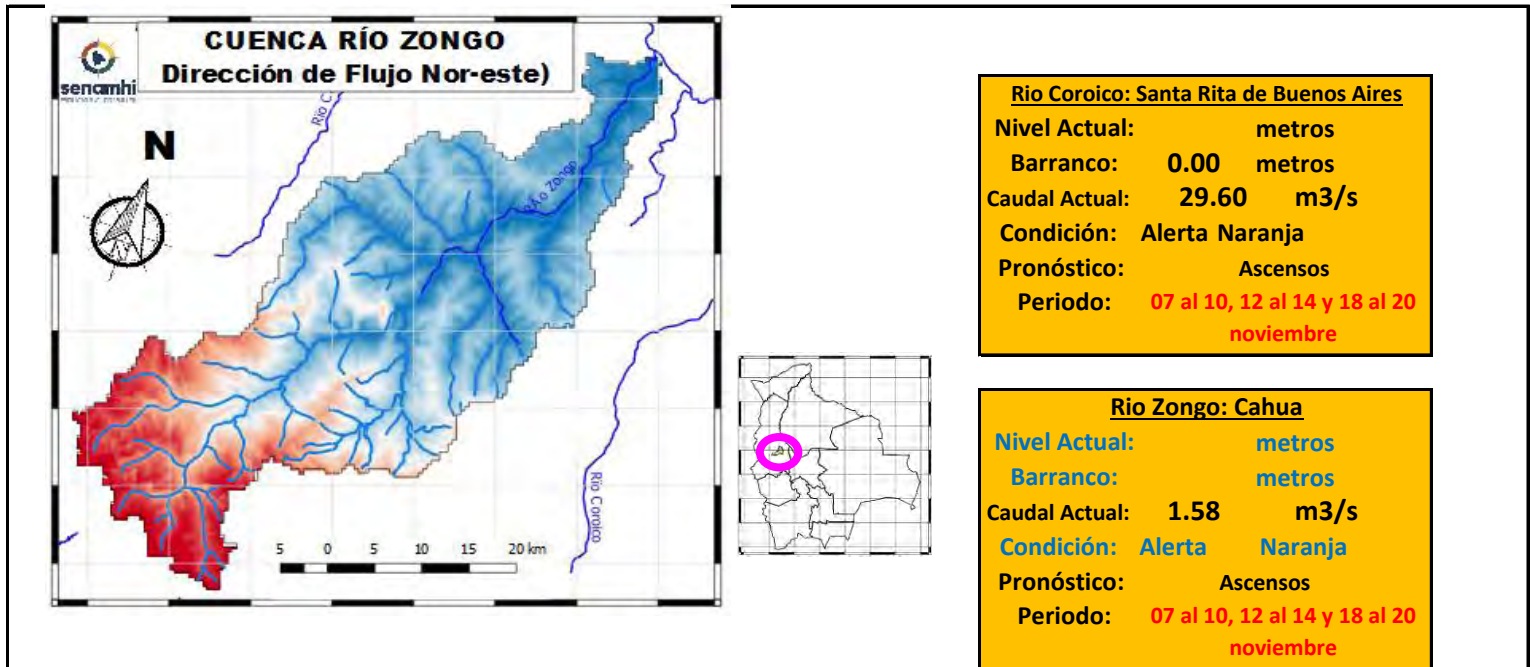 CUENCA RÍO ZONGO
Dirección de Flujo Nor-este)
senamhi
N
Río Zongo
Río Coroico
5 0 5 10 15 20 km
Rio Coroico: Santa Rita de Buenos Aires
Nivel Actual: metros
Barranco: 0.00 metros
Caudal Actual: 29.60 m3/s
Condición: Alerta Naranja
Pronóstico: Ascensos
Periodo: 07 al 10, 12 al 14 y 18 al 20
noviembre
Rio Zongo: Cahua
Nivel Actual: metros
Barranco: metros
Caudal Actual: 1.58 m3/s
Condición: Alerta Naranja
Pronóstico: Ascensos
Periodo: 07 al 10, 12 al 14 y 18 al 20
noviembre